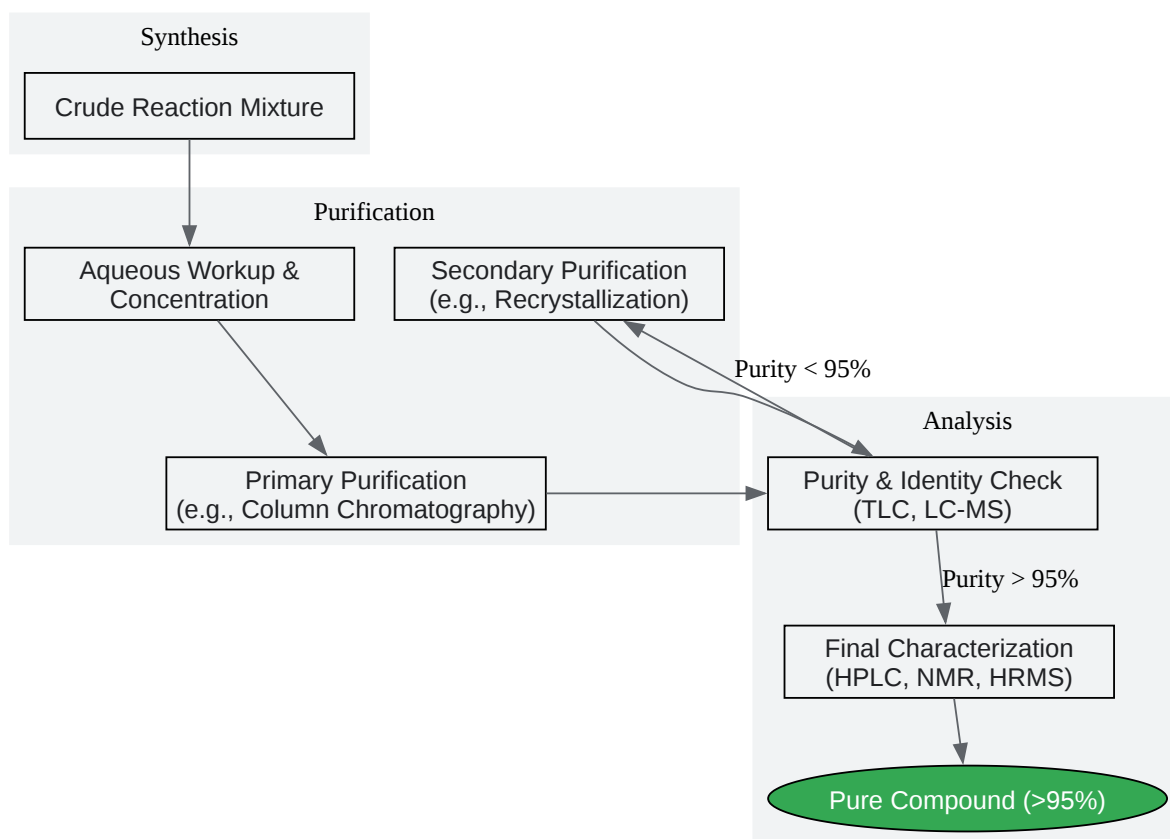 Synthesis
Crude Reaction Mixture
Purification
Aqueous Workup &
Concentration
Secondary Purification
(e.g., Recrystallization)
Purity < 95%
Analysis
Primary Purification
(e.g., Column Chromatography)
Purity & Identity Check
(TLC, LC-MS)
Purity > 95%
Final Characterization
(HPLC, NMR, HRMS)
Pure Compound (>95%)